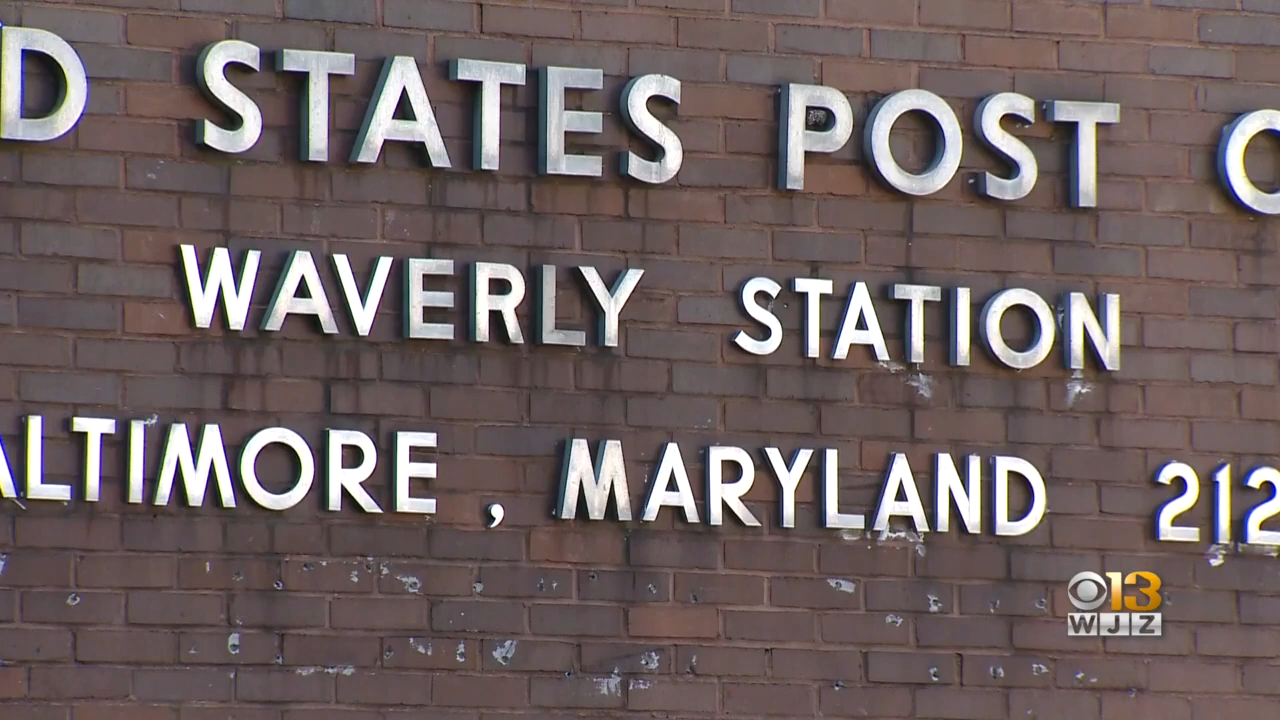 D STATES POST O
WAVERLY STATION
ALTIMORE, MARYLAND 212
13
WJZ